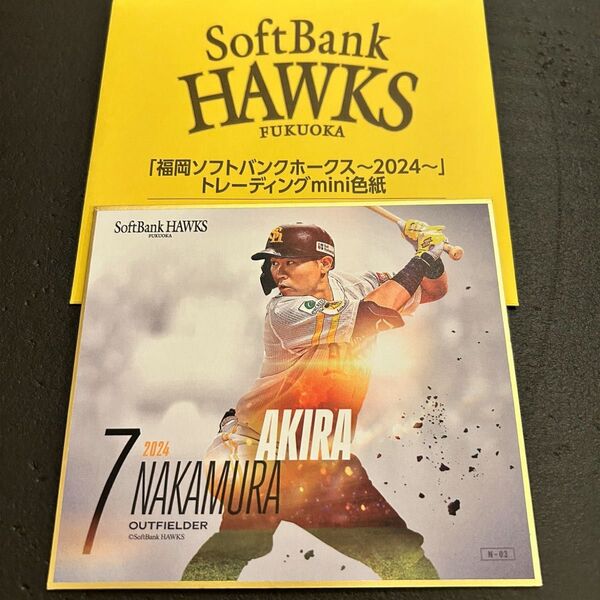 SoftBank
HAWKS
FUKUOKA
「福岡ソフトバンクホークス～2024～」
トレーディングmini色紙
SoftBank HAWKS
FUKUOKA
AKIRA
2024
7 NAKAMURA
OUTFIELDER
©SoftBank HAWKS
N-03